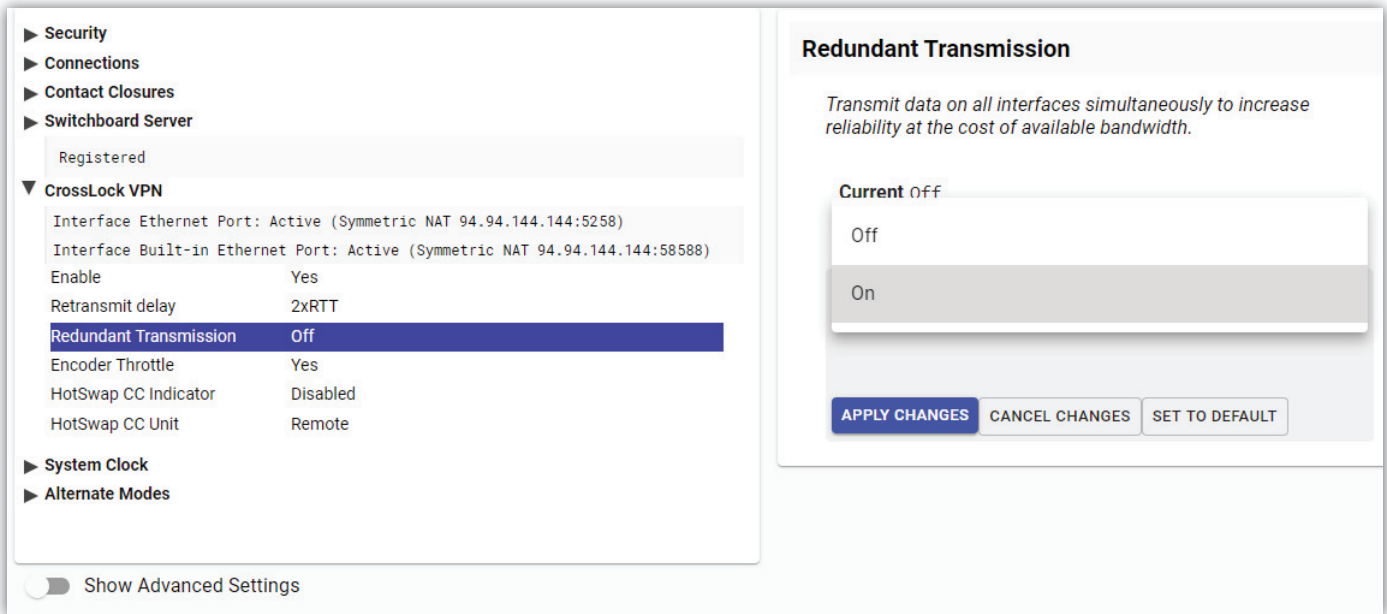 Security
Connections
Contact Closures
Switchboard Server
Registered
CrossLock VPN
Interface Ethernet Port: Active (Symmetric NAT 94.94.144.144:5258)
Interface Built-in Ethernet Port: Active (Symmetric NAT 94.94.144.144:58588)
Enable Yes
Retransmit delay 2xRTT
Redundant Transmission Off
Encoder Throttle Yes
HotSwap CC Indicator Disabled
HotSwap CC Unit Remote
System Clock
Alternate Modes
Show Advanced Settings
Redundant Transmission
Transmit data on all interfaces simultaneously to increase
reliability at the cost of available bandwidth.
Current Off
Off
On
APPLY CHANGES CANCEL CHANGES SET TO DEFAULT